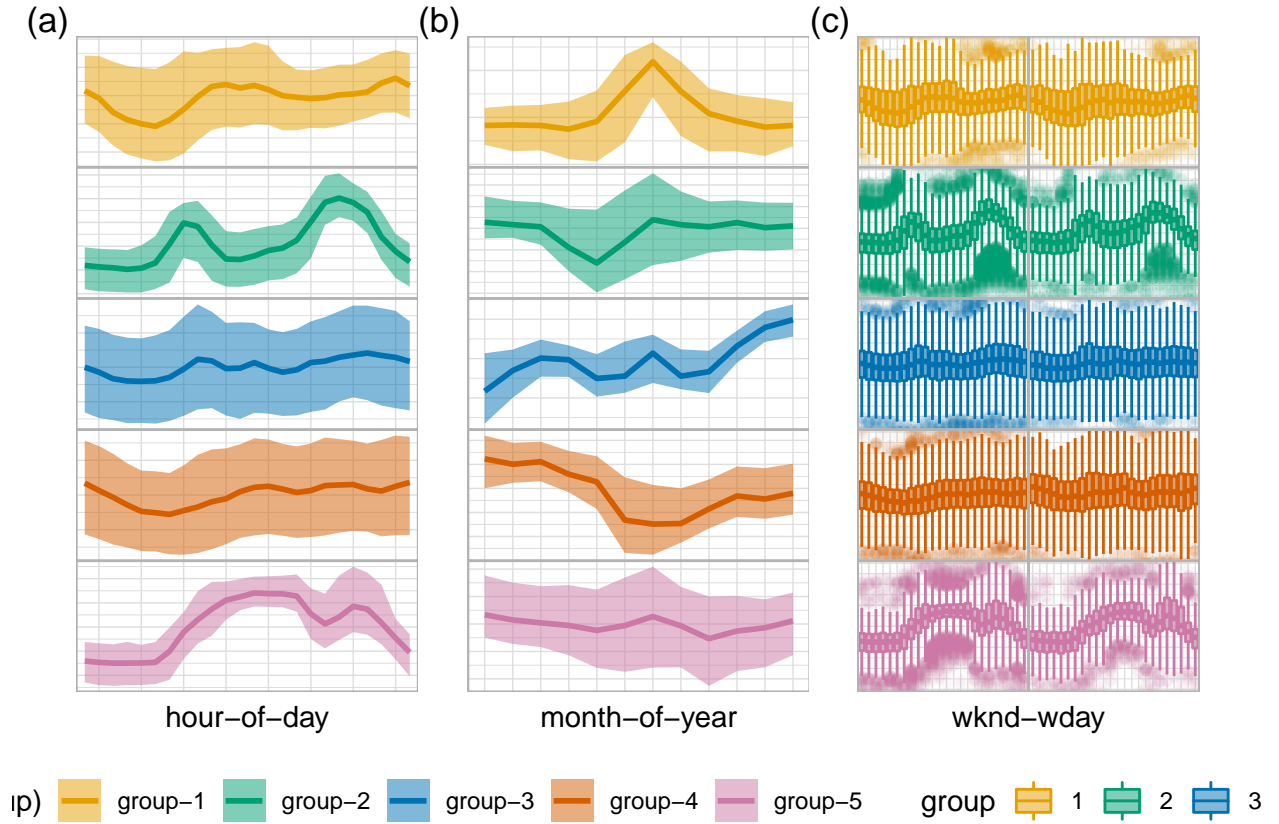 (a) (b) (c)
hour−of−day month−of−year wknd−wday
group−1 group−2 group−3 group−4 group−5 group 1 2 3